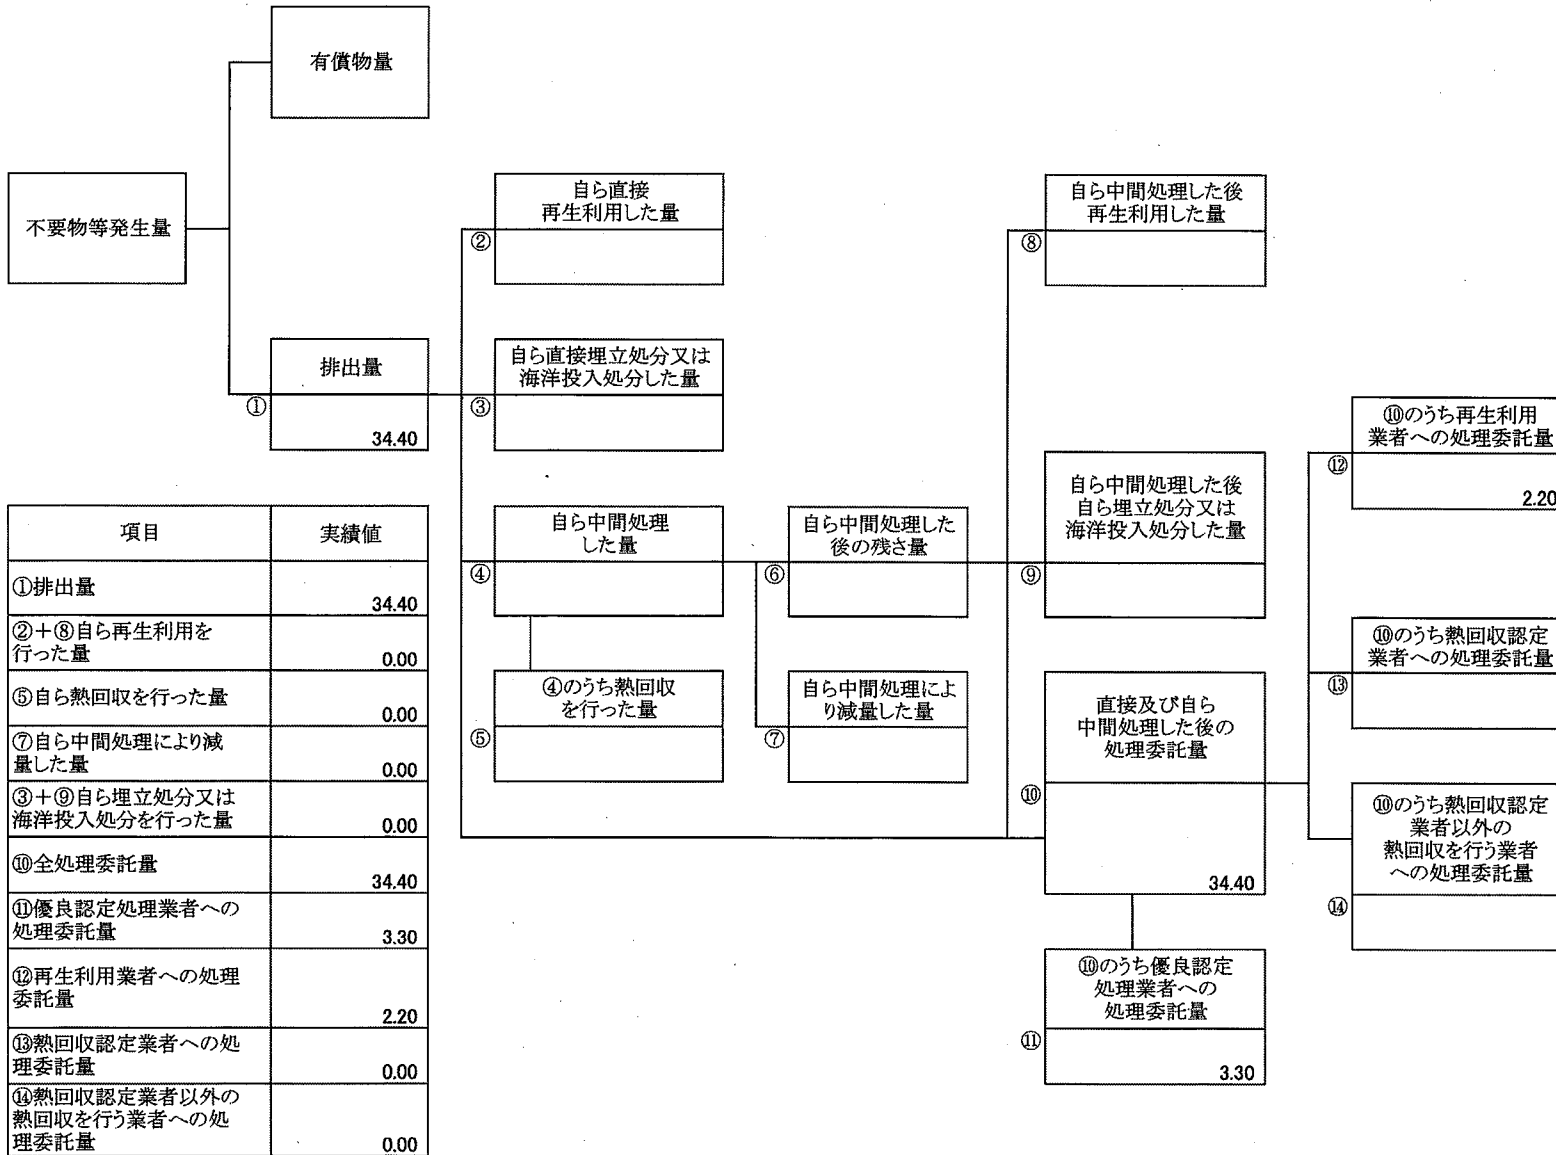 有償物量
不要物等発生量
自ら直接
再生利用した量
②
自ら中間処理した後
再生利用した量
⑧
排出量
①
34.40
自ら直接埋立処分又は
海洋投入処分した量
③
⑩のうち再生利用
業者への処理委託量
⑫
2.20
自ら中間処理
した量
④
自ら中間処理した
後の残さ量
⑥
自ら中間処理した後
自ら埋立処分又は
海洋投入処分した量
⑨
⑩のうち熱回収認定
業者への処理委託量
⑬
④のうち熱回収
を行った量
⑤
自ら中間処理によ
り減量した量
⑦
直接及び自ら
中間処理した後の
処理委託量
⑩
34.40
⑩のうち熱回収認定
業者以外の
熱回収を行う業者
への処理委託量
⑭
⑩のうち優良認定
処理業者への
処理委託量
⑪
3.30
項目 実績値
①排出量
34.40
②+⑧自ら再生利用を
行った量 0.00
⑤自ら熱回収を行った量
0.00
⑦自ら中間処理により減
量した量 0.00
③+⑨自ら埋立処分又は
海洋投入処分を行った量 0.00
⑩全処理委託量
34.40
⑪優良認定処理業者への
処理委託量 3.30
⑫再生利用業者への処理
委託量
2.20
⑬熱回収認定業者への処
理委託量 0.00
⑭熱回収認定業者以外の
熱回収を行う業者への処
理委託量 0.00